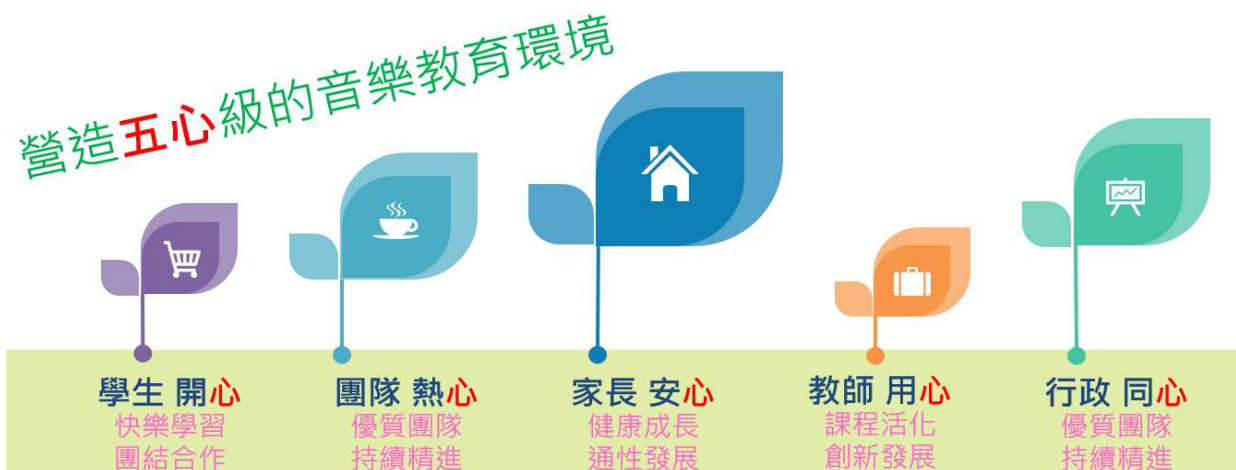 營造五心級的音樂教育環境
學生 開心
快樂學習
團結合作
團隊 熱心
優質團隊
持續精進
家長 安心
健康成長
通性發展
教師 用心
課程活化
創新發展
行政 同心
優質團隊
持續精進